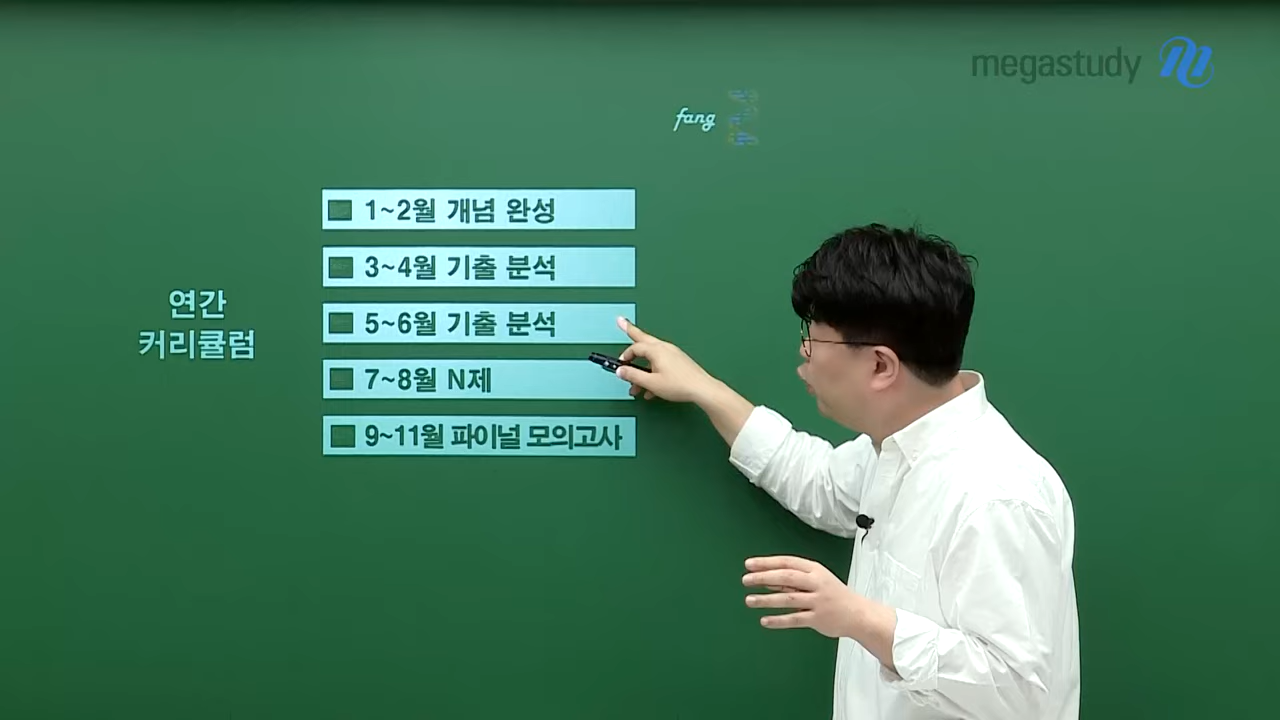 megastudy
fang
1~2월 개념 완성
3~4월 기출 분석
연간
커리큘럼
5~6월 기출 분석
7~8월 N제
9~11월 파이널 모의고사